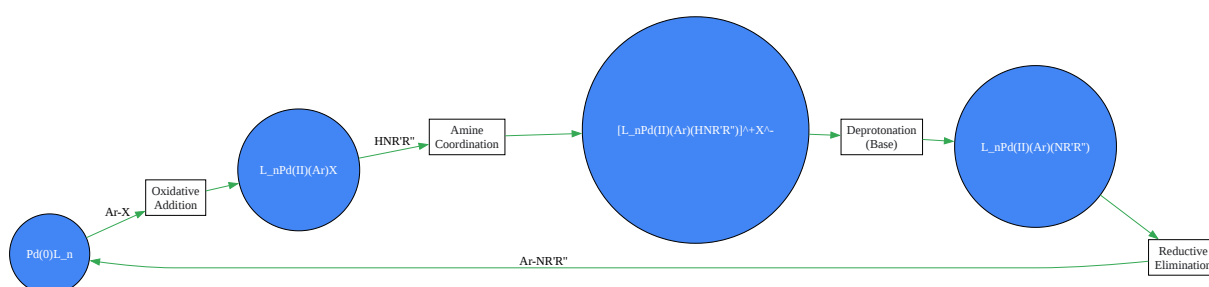 Pd(0)L_n
Ar-X
Oxidative
Addition
L_nPd(II)(Ar)X
HNR'R"
Amine
Coordination
[L_nPd(II)(Ar)(HNR'R")]^+X^-
Deprotonation
(Base)
L_nPd(II)(Ar)(NR'R")
Reductive
Elimination
Ar-NR'R"